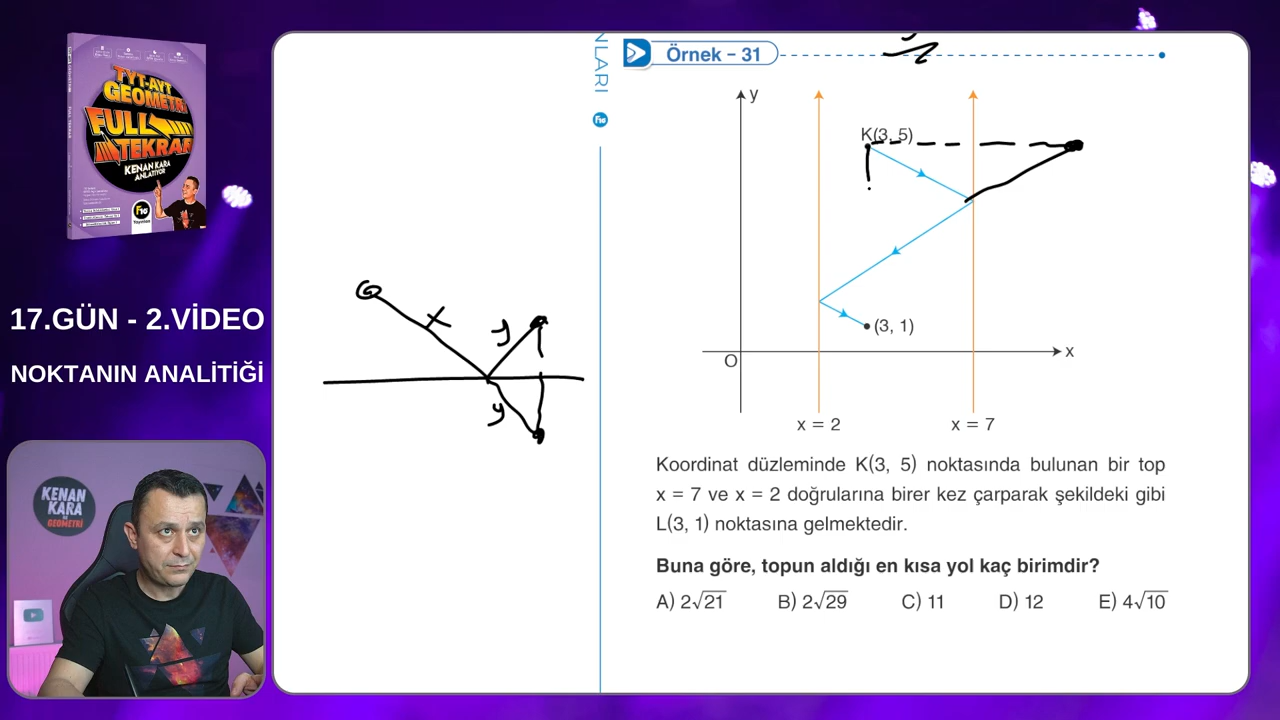 TYT-AYT
GEOMETRİ
FULL
TEKRAR
KENAN KARA
ANLATIYOR
F10
Yayınları
17.GÜN - 2.VİDEO
NOKTANIN ANALİTİĞİ
KENAN
KARA
GEOMETRİ
x
y
y
NLARI
Örnek – 31
y
K(3, 5)
(3, 1)
O
x
x = 2
x = 7
Koordinat düzleminde K(3, 5) noktasında bulunan bir top
x = 7 ve x = 2 doğrularına birer kez çarparak şekildeki gibi
L(3, 1) noktasına gelmektedir.
Buna göre, topun aldığı en kısa yol kaç birimdir?
A) 2√21 B) 2√29 C) 11 D) 12 E) 4√10